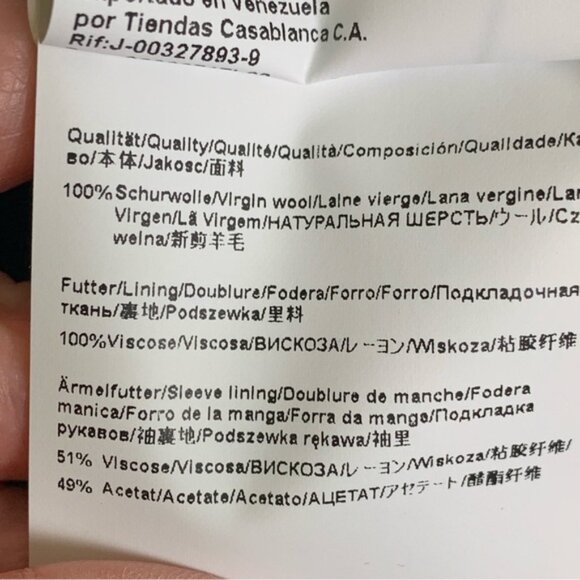 en Venezuela
por Tiendas Casablanca C.A.
Rif:J-00327893-9
Qualität/Quality/Qualité/Qualità/Composición/Qualidade/Ka
во/本体/Jakosc/面料
100% Schurwolle/Virgin wool/Laine vierge/Lana vergine/Lan
Virgen/Lã Virgem/НАТУРАЛЬНАЯ ШЕРСТЬ/ウール/Cz
welna/新剪羊毛
Futter/Lining/Doublure/Fodera/Forro/Forro/Подкладочная
ткань/裏地/Podszewka/里料
100%Viscose/Viscosa/ВИСКОЗА/レーヨン/Wiskoza/粘胶纤维
Ärmelfutter/Sleeve lining/Doublure de manche/Fodera
manica/Forro de la manga/Forra da manga/Подкладка
рукавов/袖裏地/Podszewka rękawa/袖里
51% Viscose/Viscosa/ВИСКОЗА/レーヨン/Wiskoza/粘胶纤维/
49% Acetat/Acetate/Acetato/АЦЕТАТ/アセテート/醋酯纤维